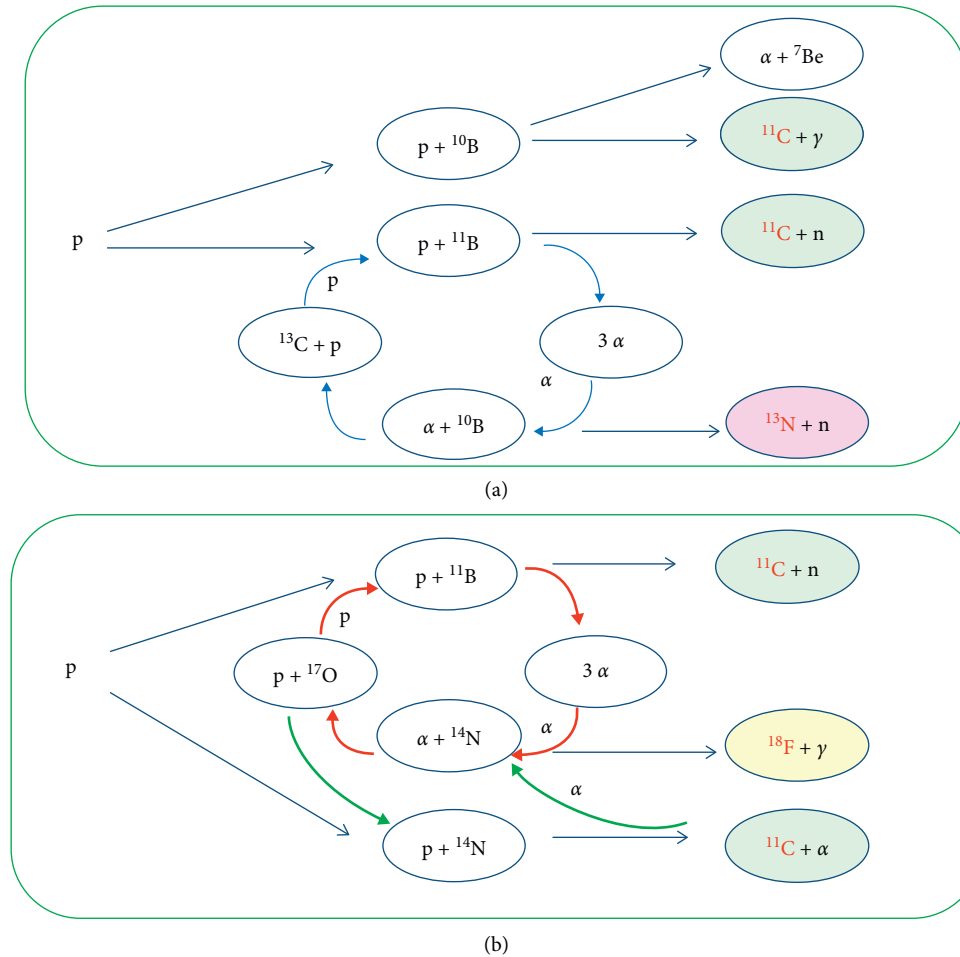 α + ⁷Be
¹¹C + γ
p + ¹⁰B
p
p + ¹¹B
¹¹C + n
p
¹³C + p
3 α
α
α + ¹⁰B
¹³N + n
(a)
p + ¹¹B
¹¹C + n
p
p
p + ¹⁷O
3 α
α
α + ¹⁴N
¹⁸F + γ
α
p + ¹⁴N
¹¹C + α
(b)